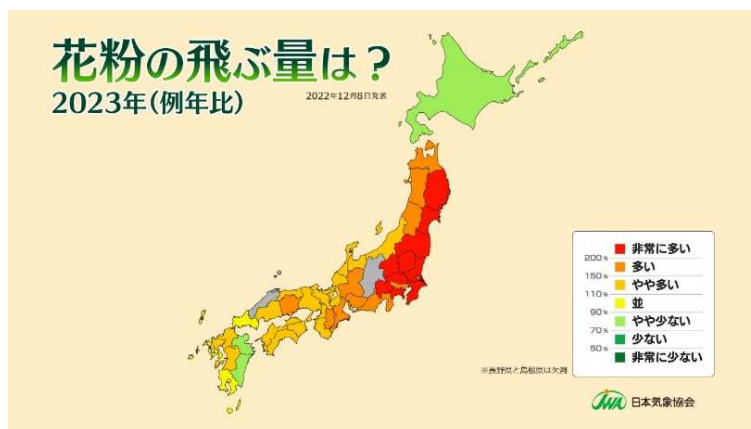 花粉の飛ぶ量は？
2023年(例年比)
2022年12月8日発表
非常に多い
200%
多い
150%
やや多い
110%
並
90%
やや少ない
70%
少ない
50%
非常に少ない
※長野県と島根県は欠測
JWA 日本気象協会